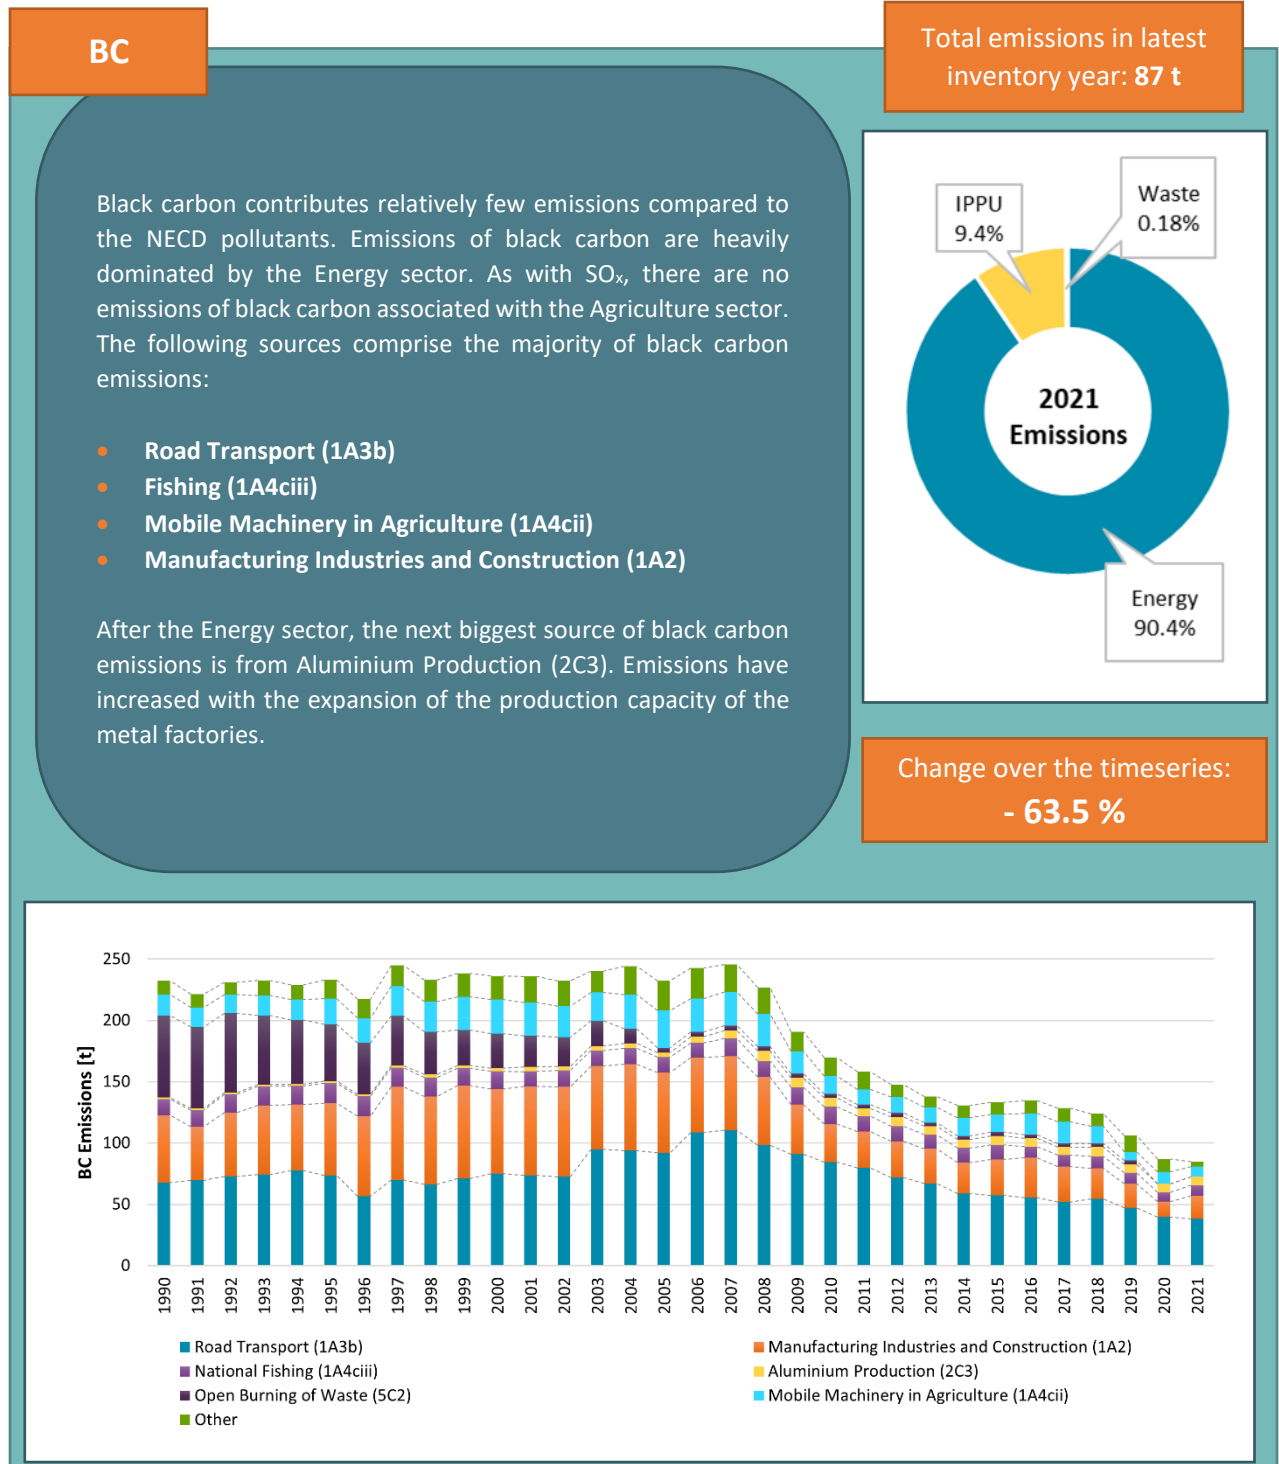 BC
Total emissions in latest
inventory year: 87 t
Black carbon contributes relatively few emissions compared to
the NECD pollutants. Emissions of black carbon are heavily
dominated by the Energy sector. As with SOₓ, there are no
emissions of black carbon associated with the Agriculture sector.
The following sources comprise the majority of black carbon
emissions:
• Road Transport (1A3b)
• Fishing (1A4ciii)
• Mobile Machinery in Agriculture (1A4cii)
• Manufacturing Industries and Construction (1A2)
After the Energy sector, the next biggest source of black carbon
emissions is from Aluminium Production (2C3). Emissions have
increased with the expansion of the production capacity of the
metal factories.
IPPU
9.4%
Waste
0.18%
2021
Emissions
Energy
90.4%
Change over the timeseries:
- 63.5 %
BC Emissions [t]
250
200
150
100
50
0
1990
1991
1992
1993
1994
1995
1996
1997
1998
1999
2000
2001
2002
2003
2004
2005
2006
2007
2008
2009
2010
2011
2012
2013
2014
2015
2016
2017
2018
2019
2020
2021
Road Transport (1A3b)
Manufacturing Industries and Construction (1A2)
National Fishing (1A4ciii)
Aluminium Production (2C3)
Open Burning of Waste (5C2)
Mobile Machinery in Agriculture (1A4cii)
Other